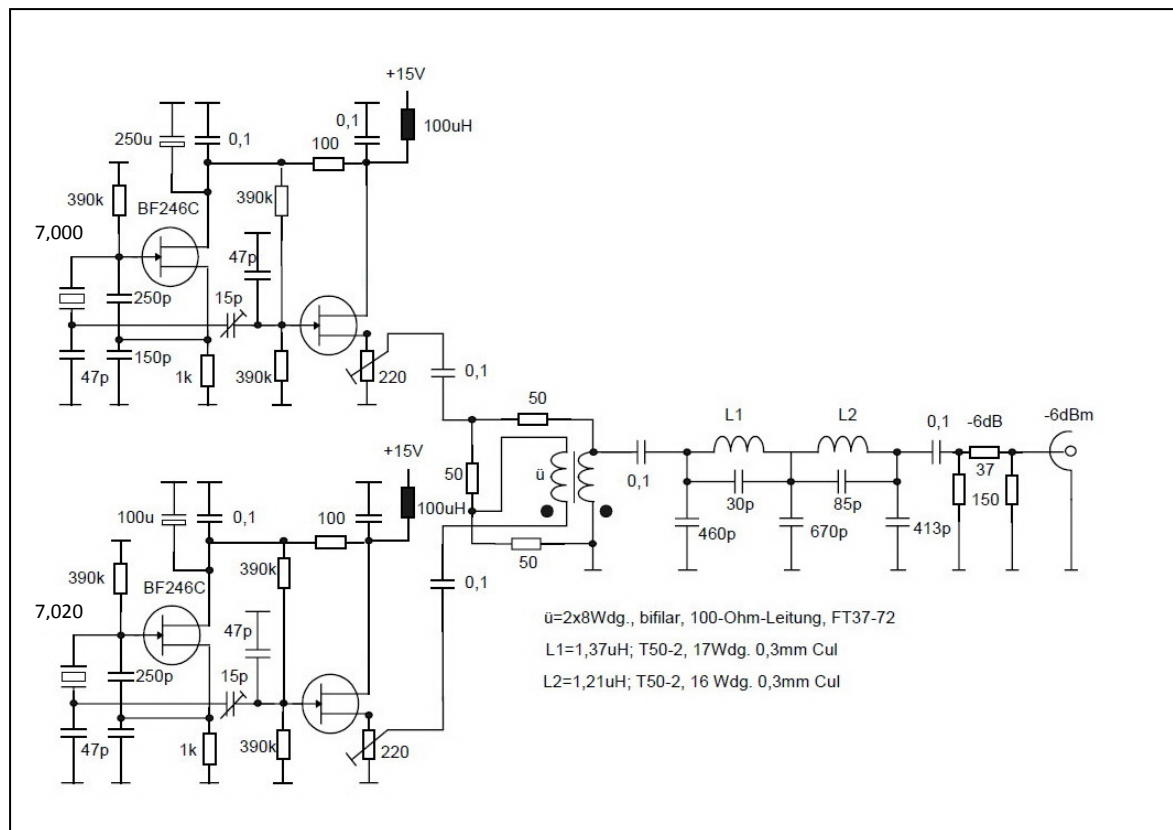 +15V
0,1
100uH
250u
0,1
100
390k
BF246C
390k
7,000
47p
250p
15p
150p
47p
1k
390k
220
0,1
50
L1
L2
0,1
-6dB
-6dBm
50
ü
0,1
30p
85p
37
150
460p
670p
413p
50
+15V
100u
0,1
100
100uH
390k
BF246C
390k
0,1
7,020
47p
250p
15p
47p
1k
390k
220
ü=2x8Wdg., bifilar, 100-Ohm-Leitung, FT37-72
L1=1,37uH; T50-2, 17Wdg. 0,3mm Cul
L2=1,21uH; T50-2, 16 Wdg. 0,3mm Cul